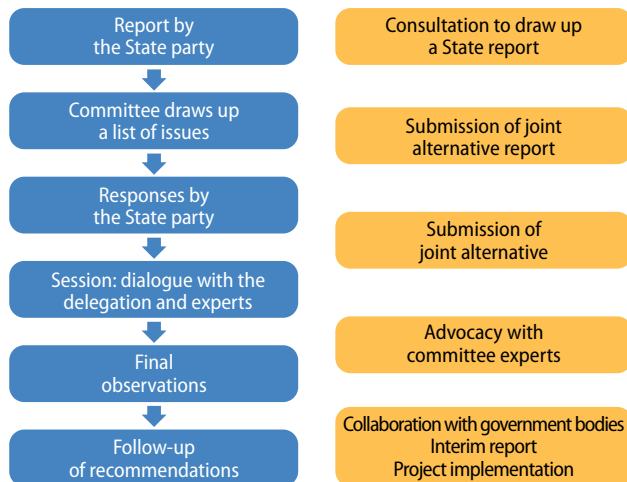 Report by
the State party
Committee draws up
a list of issues
Responses by
the State party
Session: dialogue with the
delegation and experts
Final
observations
Follow-up
of recommendations
Consultation to draw up
a State report
Submission of joint
alternative report
Submission of
joint alternative
Advocacy with
committee experts
Collaboration with government bodies
Interim report
Project implementation